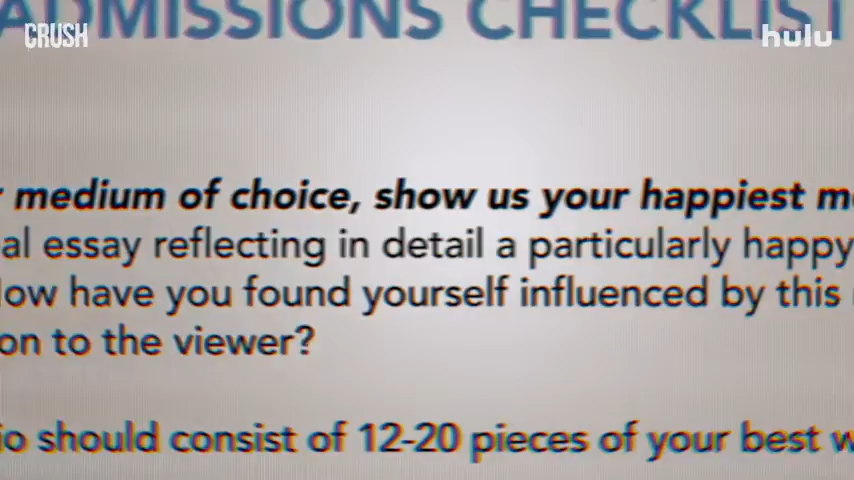 ADMISSIONS CHECKLIST
CRUSH
hulu
medium of choice, show us your happiest
al essay reflecting in detail a particularly happy
How have you found yourself influenced by this
on to the viewer?
io should consist of 12-20 pieces of your best